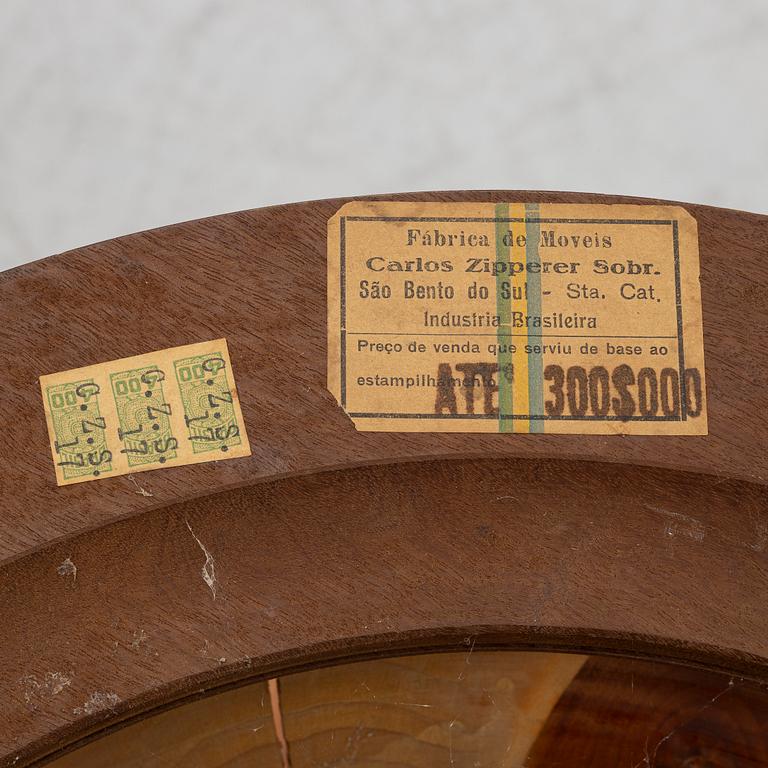 Fábrica de Moveis
Carlos Zipperer Sobr.
São Bento do Sul - Sta. Cat.
Industria Brasileira
Preço de venda que serviu de base ao
estampilhamento
ATÉ 300$000
C.Z.S.
C.Z.S.
C.Z.S.